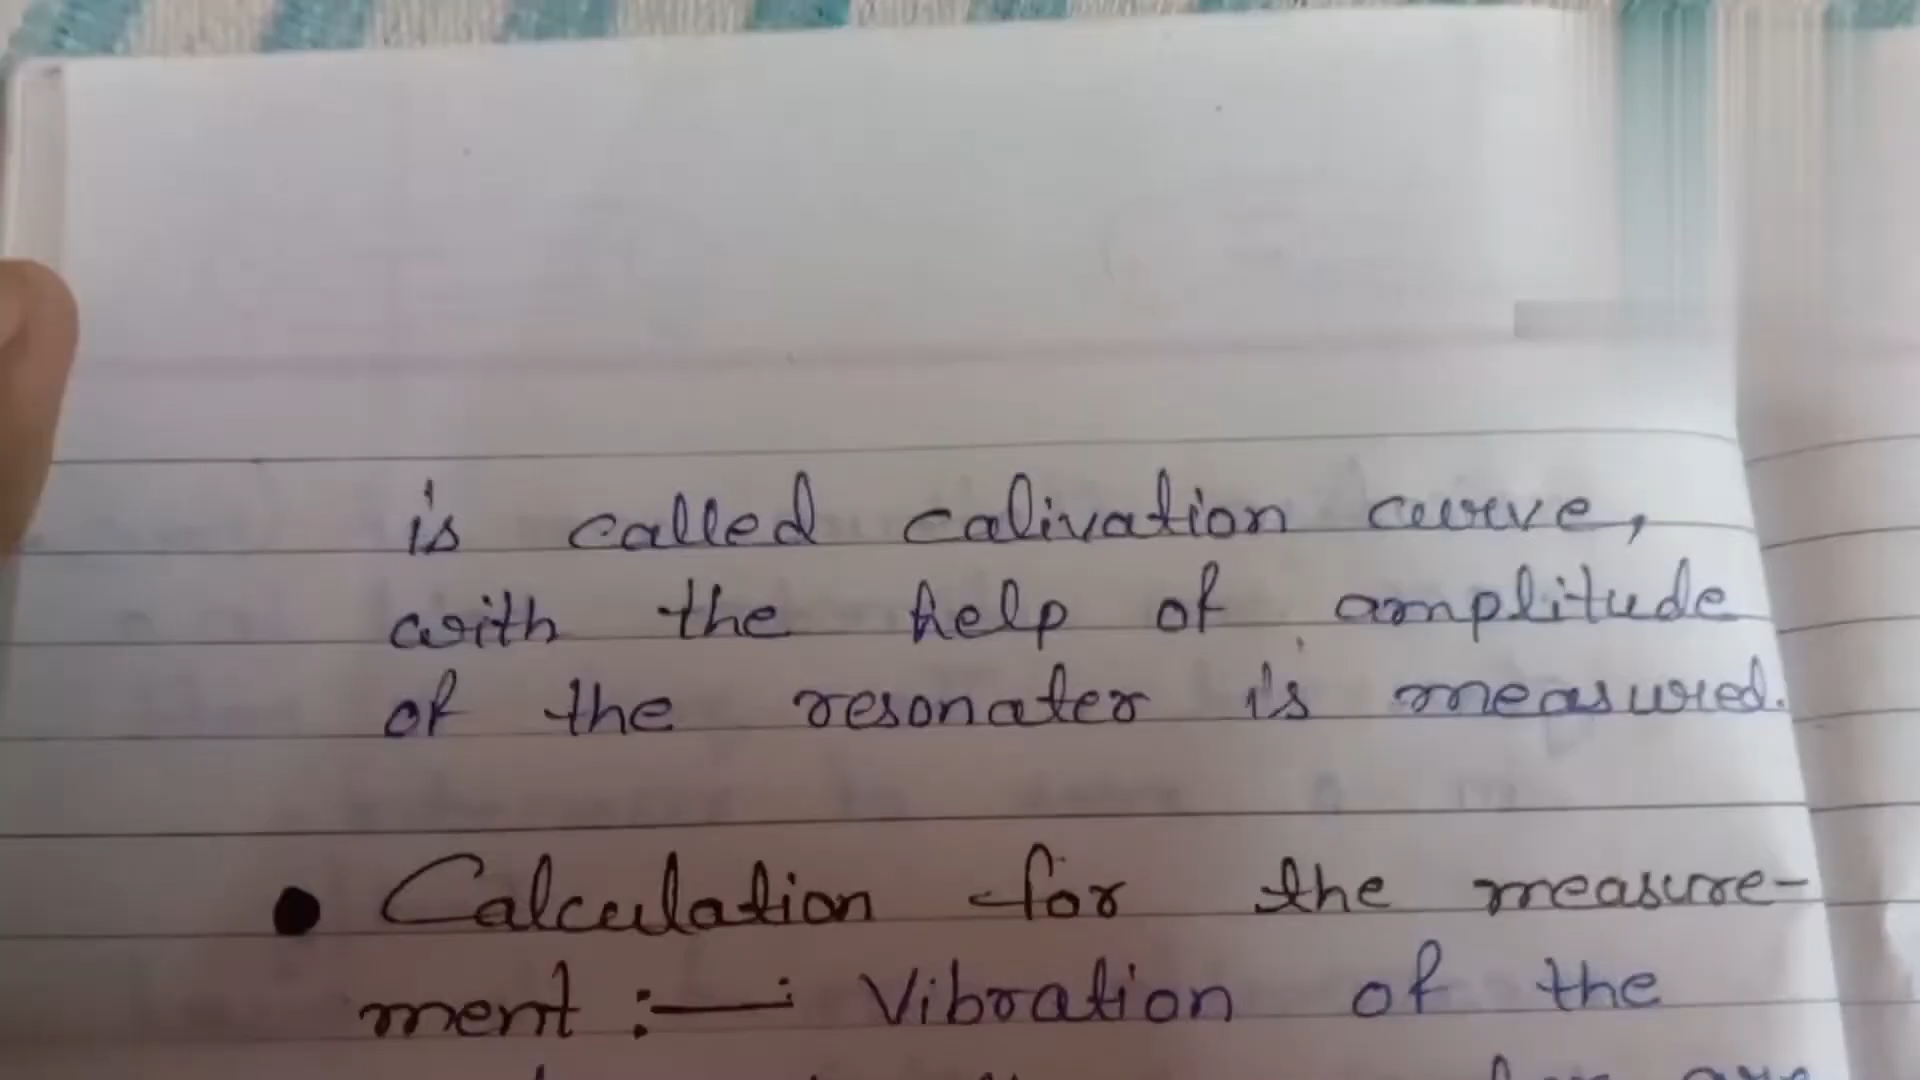 is called calivation curve,
with the help of amplitude
of the resonater is measured.
• Calculation for the measure-
ment :— Vibration of the